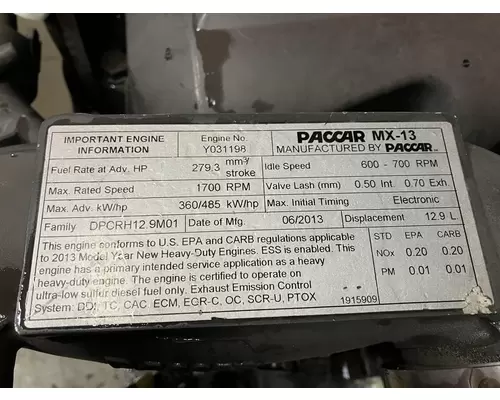 IMPORTANT ENGINE INFORMATION
Engine No. Y031198
PACCAR MX-13
MANUFACTURED BY PACCAR INC
Fuel Rate at Adv. HP 279.3 mm³/stroke
Idle Speed 600 - 700 RPM
Max. Rated Speed 1700 RPM
Valve Lash (mm) 0.50 Int. 0.70 Exh
Max. Adv. kW/hp 360/485 kW/hp
Max. Initial Timing Electronic
Family DPCRH12.9M01
Date of Mfg. 06/2013
Displacement 12.9 L
This engine conforms to U.S. EPA and CARB regulations applicable
to 2013 Model Year New Heavy-Duty Engines. ESS is enabled. This
engine has a primary intended service application as a heavy
heavy-duty engine. The engine is certified to operate on
ultra-low sulfur diesel fuel only. Exhaust Emission Control
System: DDI, TC, CAC, ECM, EGR-C, OC, SCR-U, PTOX
STD EPA CARB
NOx 0.20 0.20
PM 0.01 0.01
1915909